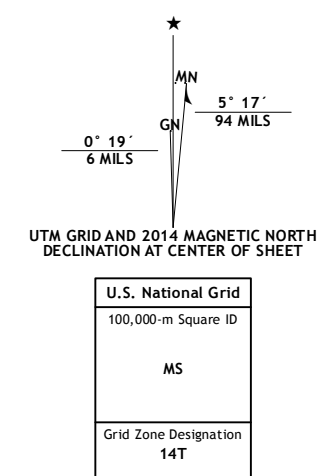 ★
MN
5° 17´
94 MILS
GN
0° 19´
6 MILS
UTM GRID AND 2014 MAGNETIC NORTH
DECLINATION AT CENTER OF SHEET
U.S. National Grid
100,000-m Square ID
MS
Grid Zone Designation
14T